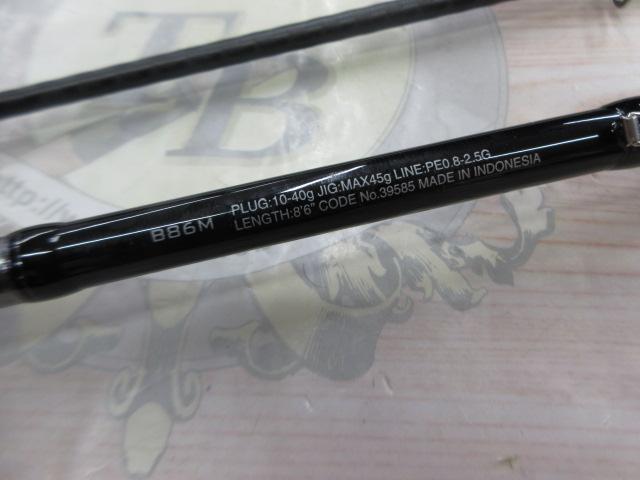 B86M
PLUG:10-40g JIG:MAX45g LINE:PE0.8-2.5G
LENGTH:8'6" CODE No.39585 MADE IN INDONESIA
TB